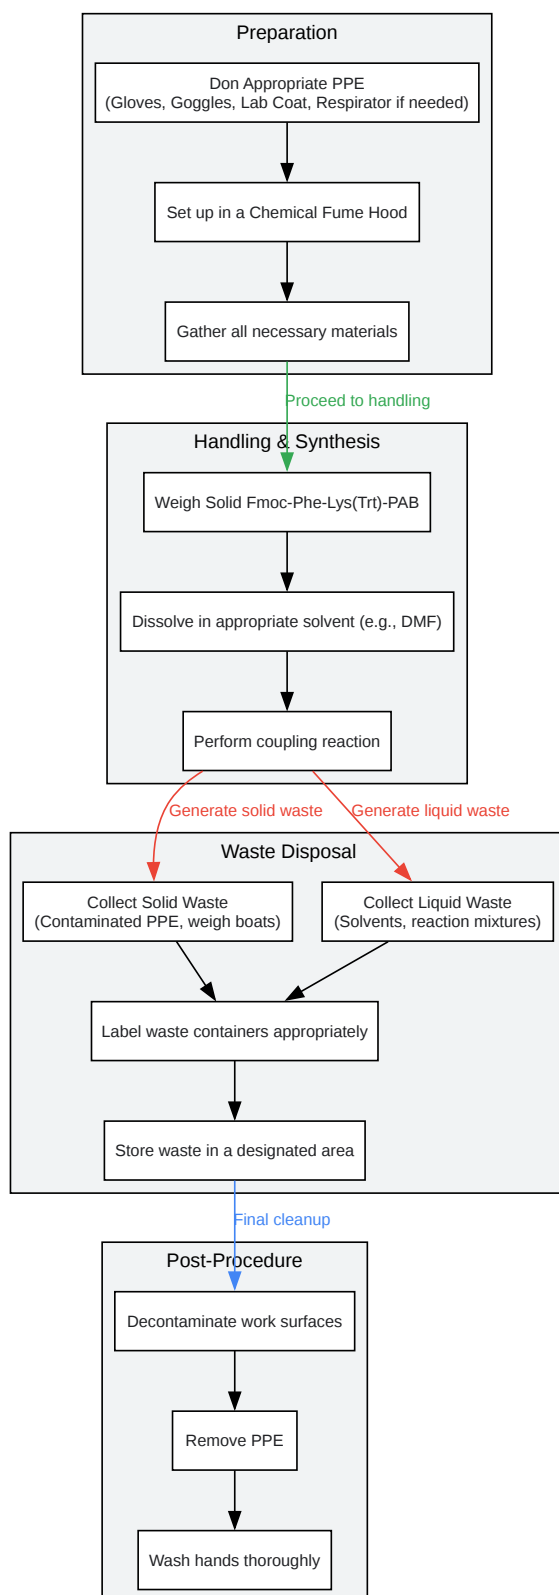 Preparation
Don Appropriate PPE
(Gloves, Goggles, Lab Coat, Respirator if needed)
Set up in a Chemical Fume Hood
Gather all necessary materials
Proceed to handling
Handling & Synthesis
Weigh Solid Fmoc-Phe-Lys(Trt)-PAB
Dissolve in appropriate solvent (e.g., DMF)
Perform coupling reaction
Generate solid waste
Generate liquid waste
Waste Disposal
Collect Solid Waste
(Contaminated PPE, weigh boats)
Collect Liquid Waste
(Solvents, reaction mixtures)
Label waste containers appropriately
Store waste in a designated area
Final cleanup
Post-Procedure
Decontaminate work surfaces
Remove PPE
Wash hands thoroughly